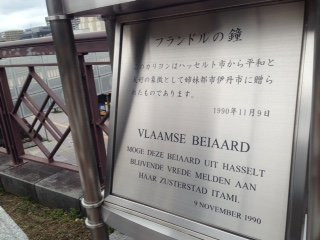 フランドルの鐘
このカリヨンはハッセルト市から平和と
友好の象徴として姉妹都市伊丹市に贈ら
れたものであります。
1990年11月9日
VLAAMSE BEIAARD
MOGE DEZE BEIAARD UIT HASSELT
BLIJVENDE VREDE MELDEN AAN
HAAR ZUSTERSTAD ITAMI.
9 NOVEMBER 1990